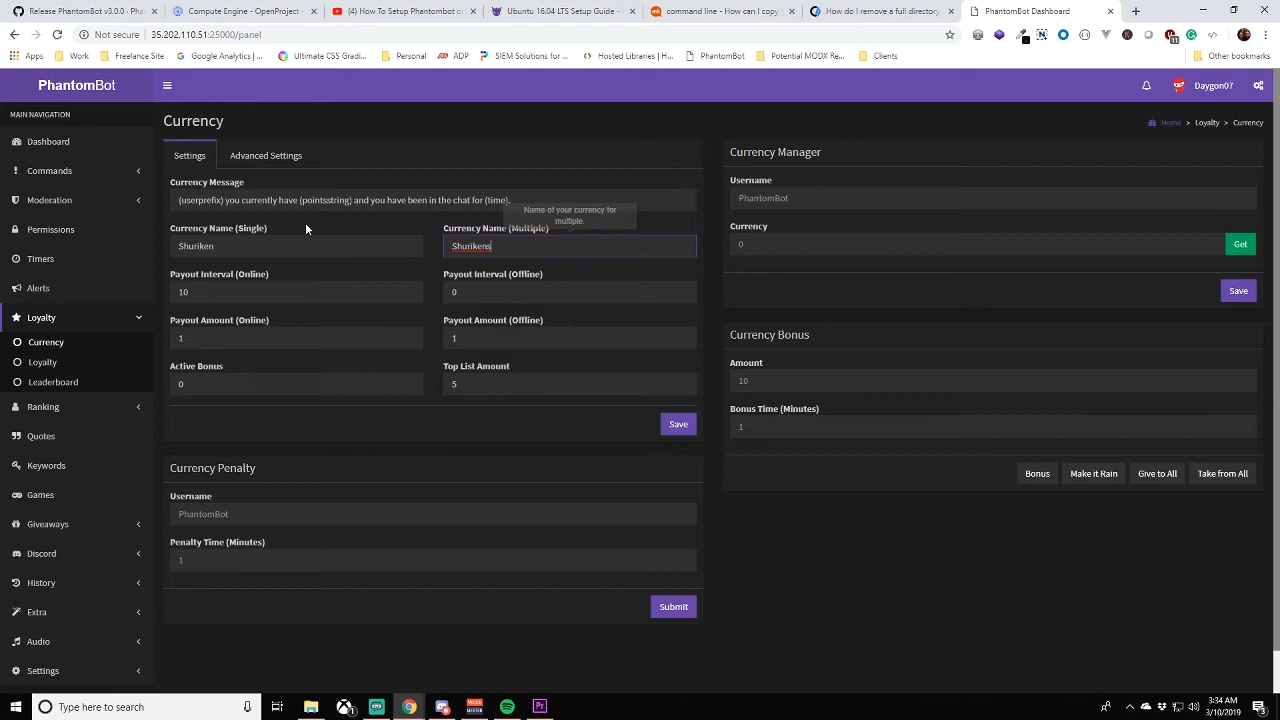 Release PhantomBot v3.0.0 · Pha
Compute Engine - OpenProject -
(4) How To Setup Phantombot or
Ubuntu 16.04 LTS Setup Guide -
command line - How can I copy
How do I remove a full directory
PhantomBot Dashboard
Not secure
35.202.110.51:25000/panel
11
Apps
Bookmarks
Work
Freelance Site
Google Analytics |...
Ultimate CSS Gradi...
Personal
ADP
SIEM Solutions for...
Hosted Libraries | H...
PhantomBot
Potential MODX Re...
Clients
Other bookmarks
PhantomBot
Daygon07
MAIN NAVIGATION
Dashboard
Commands
Moderation
Permissions
Timers
Alerts
Loyalty
Currency
Loyalty
Leaderboard
Ranking
Quotes
Keywords
Games
Giveaways
Discord
History
Extra
Audio
Settings
Currency
Home > Loyalty > Currency
Settings
Advanced Settings
Currency Message
(userprefix) you currently have (pointsstring) and you have been in the chat for (time).
Name of your currency for
multiple.
Currency Name (Single)
Currency Name (Multiple)
Shuriken
Shurikens
Payout Interval (Online)
Payout Interval (Offline)
10
0
Payout Amount (Online)
Payout Amount (Offline)
1
1
Active Bonus
Top List Amount
0
5
Save
Currency Penalty
Username
PhantomBot
Penalty Time (Minutes)
1
Submit
Currency Manager
Username
PhantomBot
Currency
0
Get
Save
Currency Bonus
Amount
10
Bonus Time (Minutes)
1
Bonus
Make it Rain
Give to All
Take from All
Type here to search
3:34 AM
3/10/2019